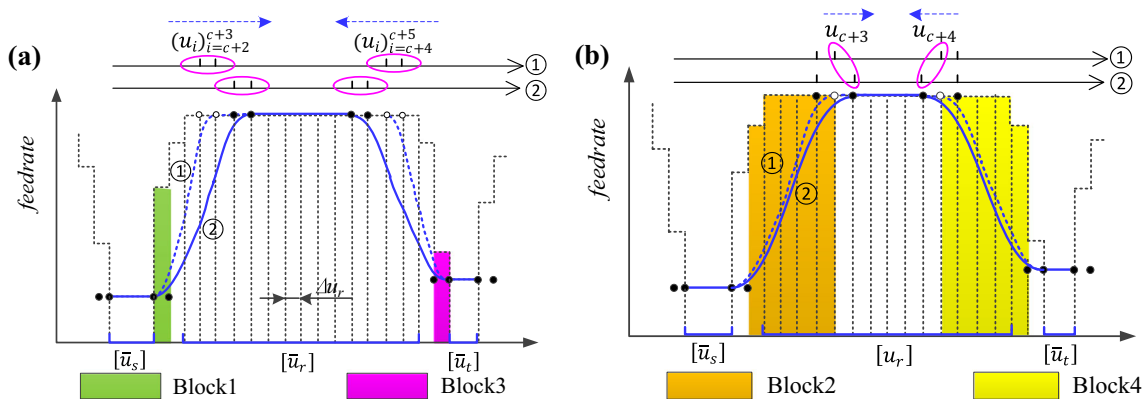 (a)
(u_i)_{i=c+2}^{c+3}
(u_i)_{i=c+4}^{c+5}
①
②
feedrate
①
②
Δu_r
[ū_s]
[ū_r]
[ū_t]
Block1
Block3
(b)
u_{c+3}
u_{c+4}
①
②
feedrate
①
②
[ū_s]
[u_r]
[ū_t]
Block2
Block4